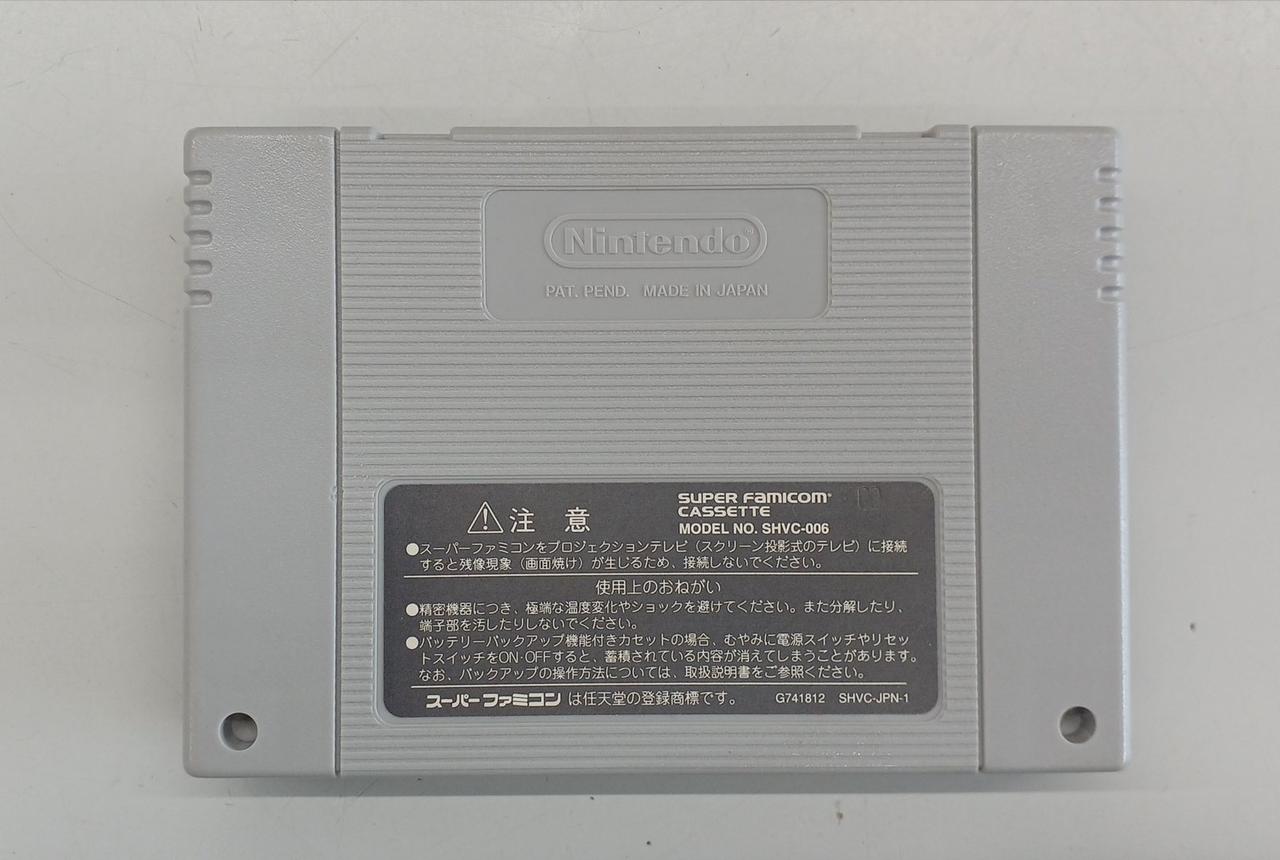 Nintendo®
PAT. PEND. MADE IN JAPAN
注 意
SUPER FAMICOM®
CASSETTE
MODEL NO. SHVC-006
●スーパーファミコンをプロジェクションテレビ（スクリーン投影式のテレビ）に接続
すると残像現象（画面焼け）が生じるため、接続しないでください。
使用上のおねがい
●精密機器につき、極端な温度変化やショックを避けてください。また分解したり、
端子部を汚したりしないでください。
●バッテリーバックアップ機能付きカセットの場合、むやみに電源スイッチやリセッ
トスイッチをON·OFFすると、蓄積されている内容が消えてしまうことがあります。
なお、バックアップの操作方法については、取扱説明書をご参照ください。
スーパーファミコン は任天堂の登録商標です。 G741812 SHVC-JPN-1